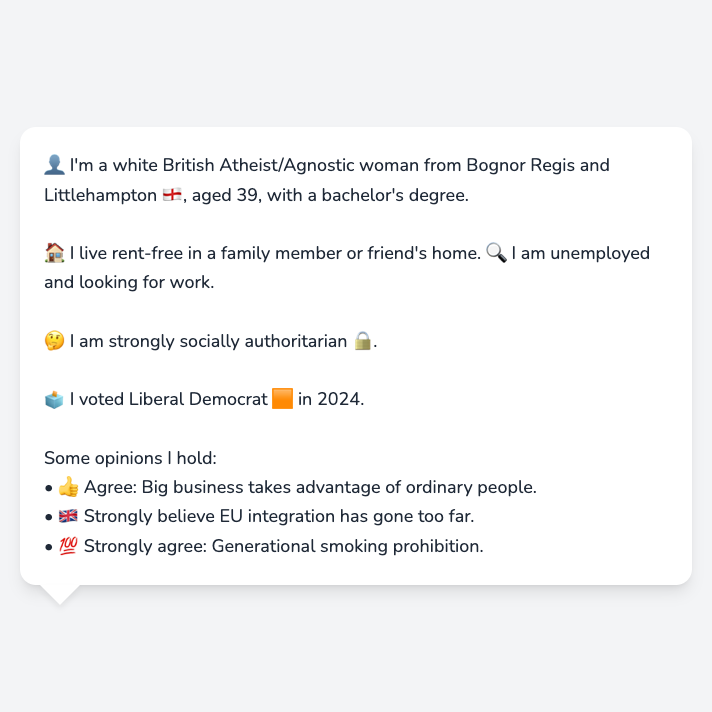 👤 I'm a white British Atheist/Agnostic woman from Bognor Regis and
Littlehampton 🏴󠁧󠁢󠁥󠁮󠁧󠁿, aged 39, with a bachelor's degree.
🏠 I live rent-free in a family member or friend's home. 🔍 I am unemployed
and looking for work.
🤔 I am strongly socially authoritarian 🔒.
🗳️ I voted Liberal Democrat 🟧 in 2024.
Some opinions I hold:
• 👍 Agree: Big business takes advantage of ordinary people.
• 🇬🇧 Strongly believe EU integration has gone too far.
• 💯 Strongly agree: Generational smoking prohibition.